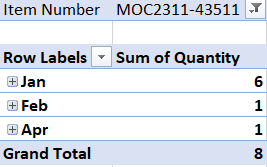 Item Number MOC2311-43511
Row Labels Sum of Quantity
Jan 6
Feb 1
Apr 1
Grand Total 8